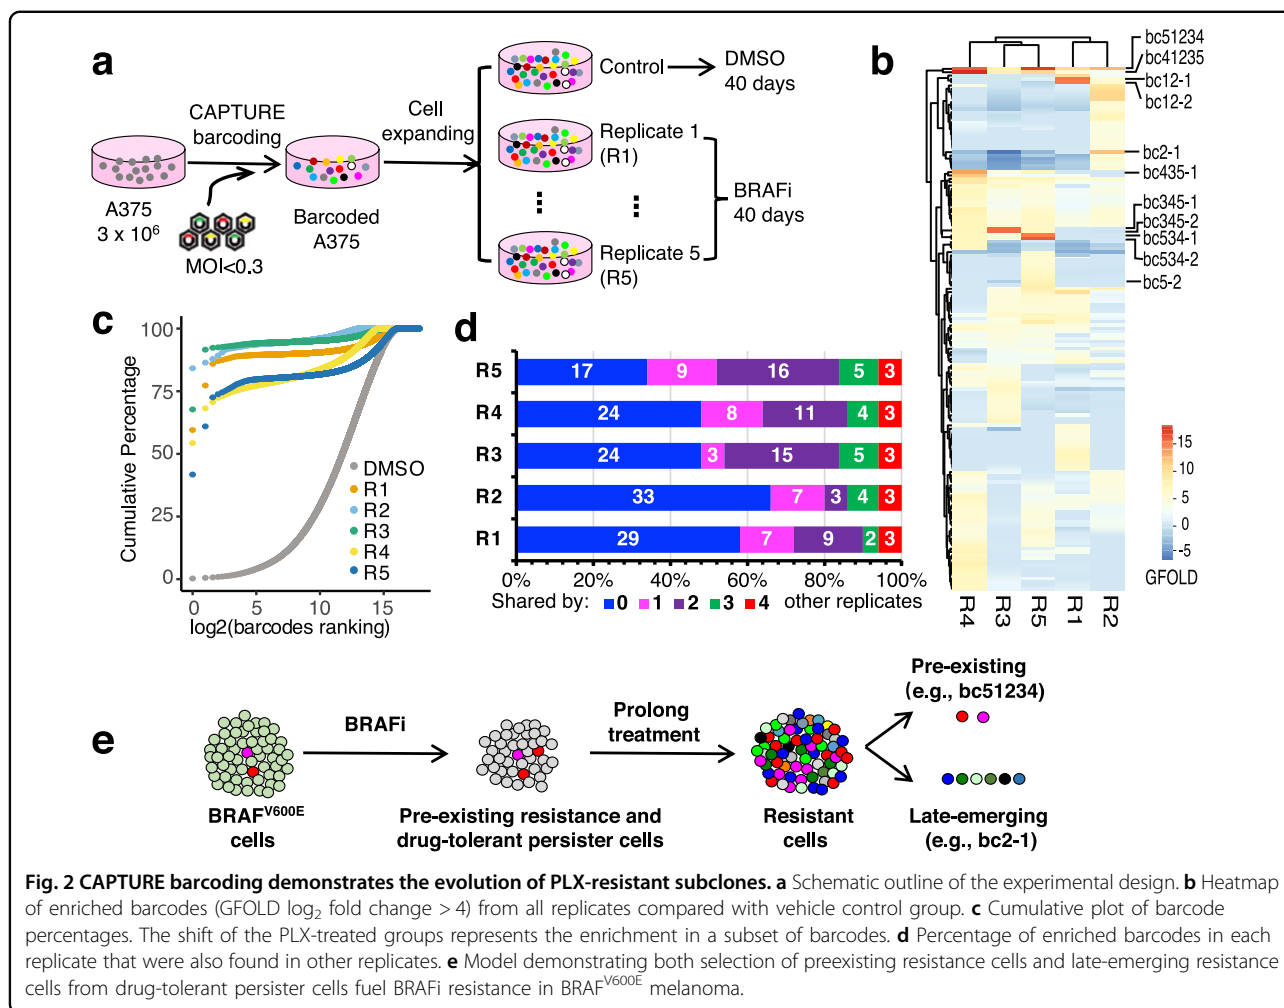 a
CAPTURE
barcoding
A375
3 x 10⁶
MOI<0.3
Barcoded
A375
Cell
expanding
Control
DMSO
40 days
Replicate 1
(R1)
Replicate 5
(R5)
BRAFi
40 days
b
bc51234
bc41235
bc12-1
bc12-2
bc2-1
bc435-1
bc345-1
bc345-2
bc534-1
bc534-2
bc5-2
15
10
5
0
-5
GFOLD
R4 R3 R5 R1 R2
c
Cumulative Percentage
100
75
50
25
0
0 5 10 15
log2(barcodes ranking)
DMSO
R1
R2
R3
R4
R5
d
R5 17 9 16 5 3
R4 24 8 11 4 3
R3 24 3 15 5 3
R2 33 7 3 4 3
R1 29 7 9 2 3
0% 20% 40% 60% 80% 100%
Shared by: 0 1 2 3 4 other replicates
e
BRAFV600E
cells
BRAFi
Pre-existing resistance and
drug-tolerant persister cells
Prolong
treatment
Resistant
cells
Pre-existing
(e.g., bc51234)
Late-emerging
(e.g., bc2-1)
Fig. 2 CAPTURE barcoding demonstrates the evolution of PLX-resistant subclones. a Schematic outline of the experimental design. b Heatmap
of enriched barcodes (GFOLD log₂ fold change > 4) from all replicates compared with vehicle control group. c Cumulative plot of barcode
percentages. The shift of the PLX-treated groups represents the enrichment in a subset of barcodes. d Percentage of enriched barcodes in each
replicate that were also found in other replicates. e Model demonstrating both selection of preexisting resistance cells and late-emerging resistance
cells from drug-tolerant persister cells fuel BRAFi resistance in BRAFV600E melanoma.